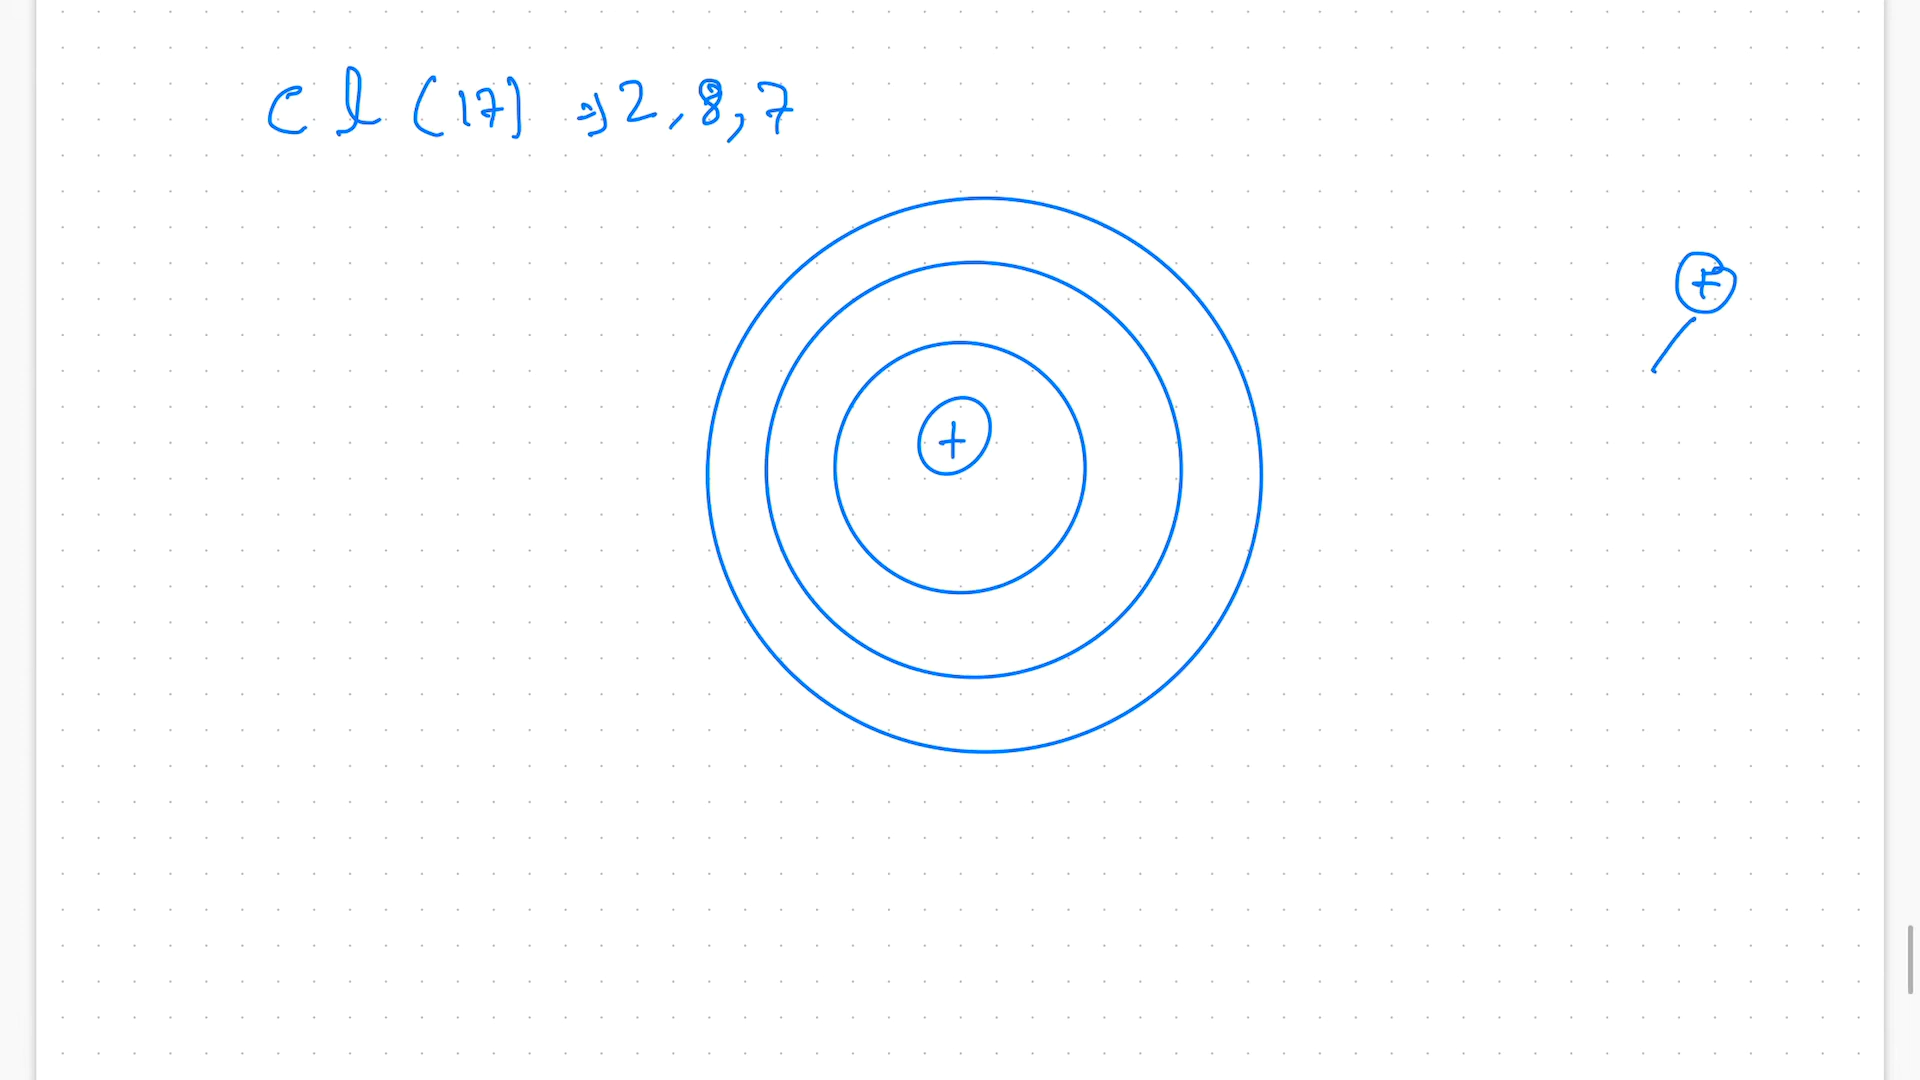 Cl (17) ⇒ 2, 8, 7
+
+